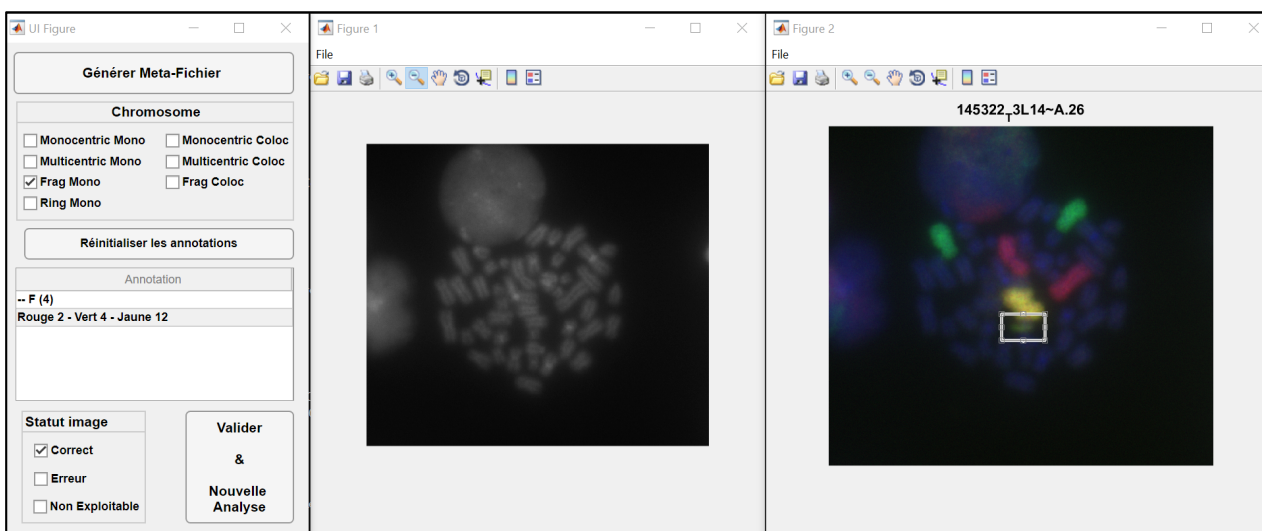 UI Figure
Générer Meta-Fichier
Chromosome
Monocentric Mono
Monocentric Coloc
Multicentric Mono
Multicentric Coloc
Frag Mono
Frag Coloc
Ring Mono
Réinitialiser les annotations
Annotation
-- F (4)
Rouge 2 - Vert 4 - Jaune 12
Statut image
Correct
Erreur
Non Exploitable
Valider
&
Nouvelle
Analyse
Figure 1
File
Figure 2
File
145322_T3L14~A.26